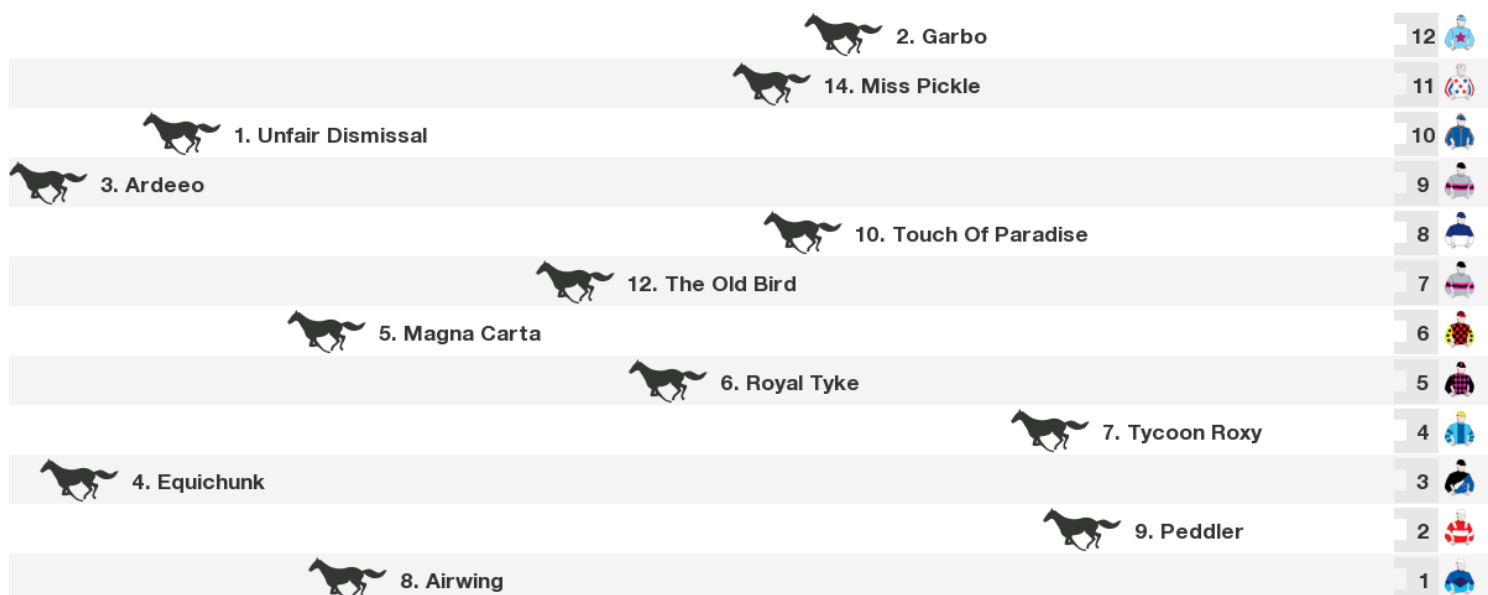 2. Garbo 12
14. Miss Pickle 11
1. Unfair Dismissal 10
3. Ardeeo 9
10. Touch Of Paradise 8
12. The Old Bird 7
5. Magna Carta 6
6. Royal Tyke 5
7. Tycoon Roxy 4
4. Equichunk 3
9. Peddler 2
8. Airwing 1